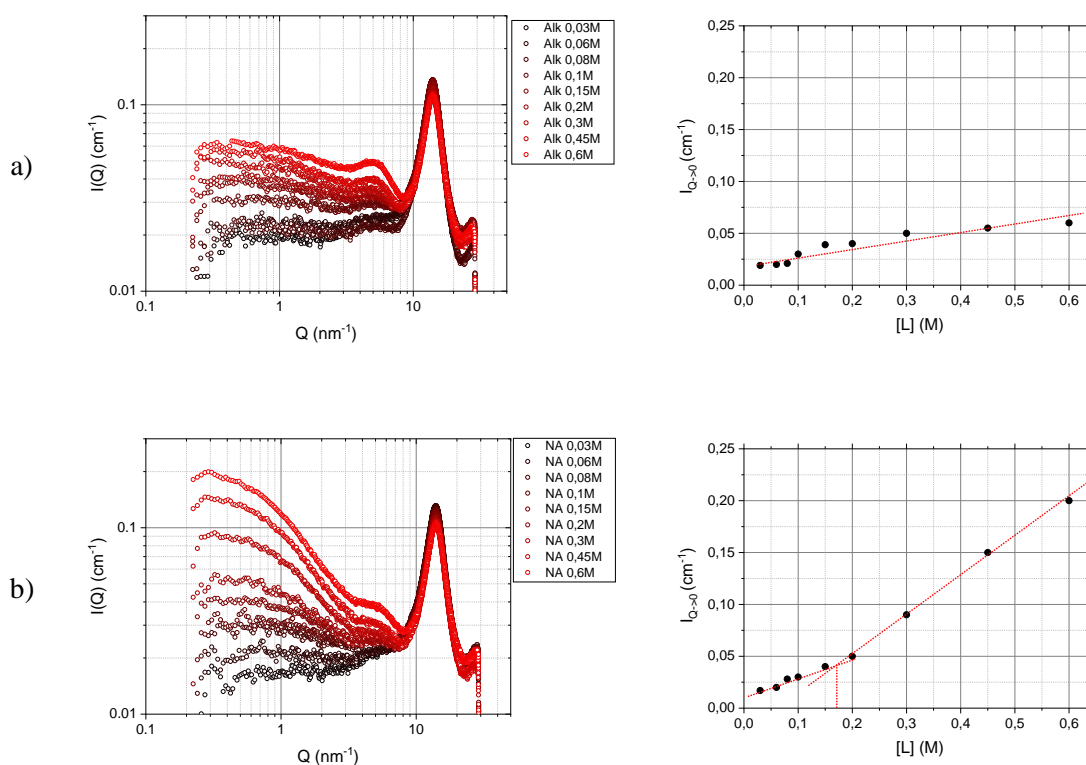 a)
I(Q) (cm-1)
0.1
0.01
0.1
1
10
Q (nm-1)
Alk 0,03M
Alk 0,06M
Alk 0,08M
Alk 0,1M
Alk 0,15M
Alk 0,2M
Alk 0,3M
Alk 0,45M
Alk 0,6M
IQ->0 (cm-1)
0,25
0,20
0,15
0,10
0,05
0,00
0,0
0,1
0,2
0,3
0,4
0,5
0,6
[L] (M)
b)
I(Q) (cm-1)
0.1
0.01
0.1
1
10
Q (nm-1)
NA 0,03M
NA 0,06M
NA 0,08M
NA 0,1M
NA 0,15M
NA 0,2M
NA 0,3M
NA 0,45M
NA 0,6M
IQ->0 (cm-1)
0,25
0,20
0,15
0,10
0,05
0,00
0,0
0,1
0,2
0,3
0,4
0,5
0,6
[L] (M)